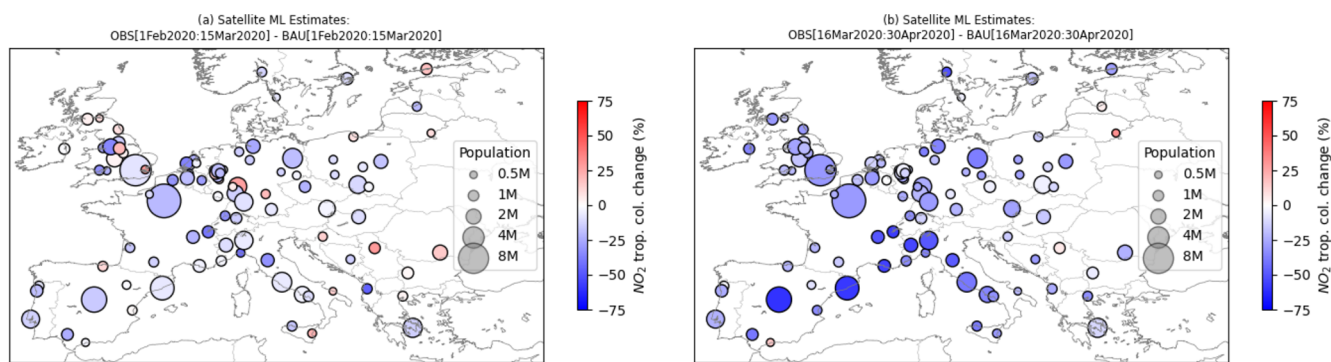 (a) Satellite ML Estimates:
OBS[1Feb2020:15Mar2020] - BAU[1Feb2020:15Mar2020]
Population
0.5M
1M
2M
4M
8M
75
50
25
0
−25
−50
−75
NO2 trop. col. change (%)
(b) Satellite ML Estimates:
OBS[16Mar2020:30Apr2020] - BAU[16Mar2020:30Apr2020]
Population
0.5M
1M
2M
4M
8M
75
50
25
0
−25
−50
−75
NO2 trop. col. change (%)